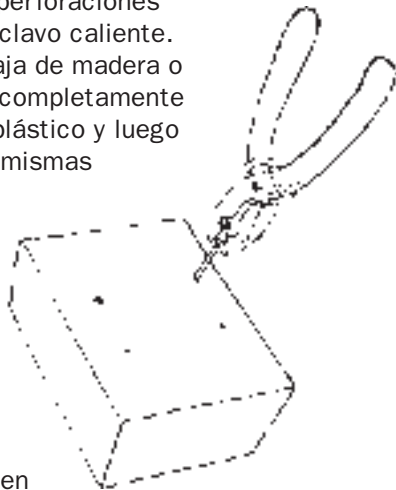 perforaciones
clavo caliente.
aja de madera o
completamente
plástico y luego
mismas
en